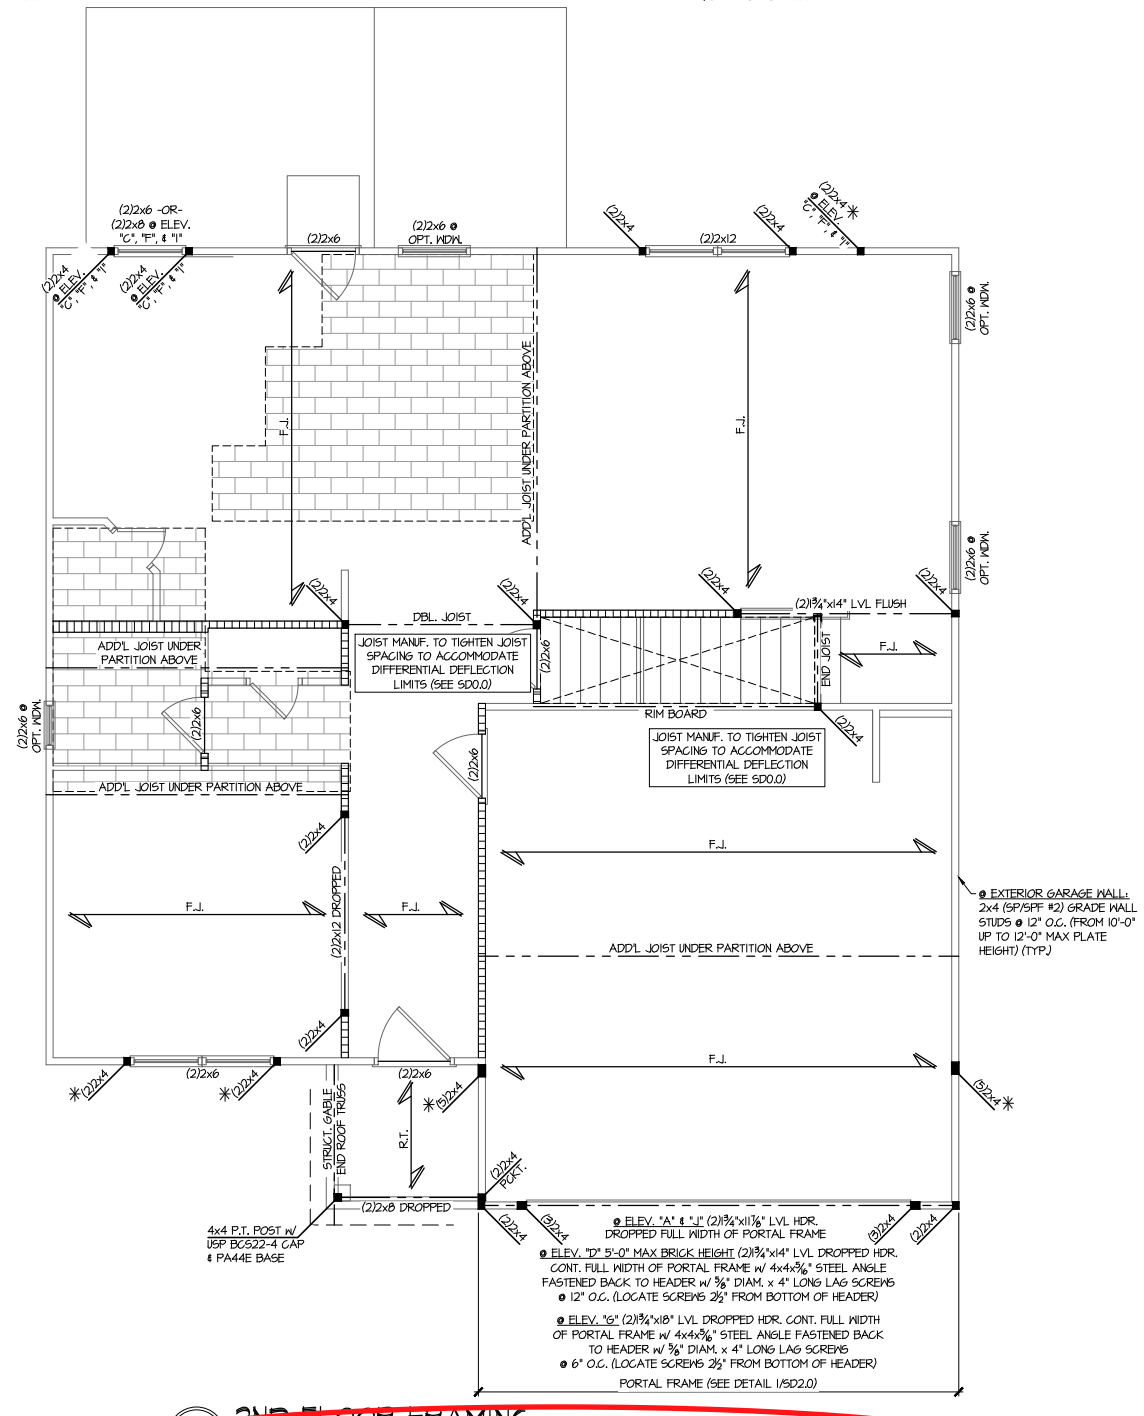 (2)2x6 -OR-
(2)2x8 @ ELEV.
"C", "F", & "I"
(2)2x6
(2)2x6 @
OPT. WDW.
(2)2x4
(2)2x4
(2)2x12
(2)2x4 *
@ ELEV.
"C", "F", & "I"
(2)2x4
@ ELEV.
"C", "F", & "I"
(2)2x4
@ ELEV.
"C", "F", & "I"
(2)2x6 @
OPT. WDW.
F.J.
ADD'L JOIST UNDER PARTITION ABOVE
F.J.
(2)2x6 @
OPT. WDW.
(2)2x4
(2)2x4
(2)2x4
(2)2x4
DBL. JOIST
(2)1¾"x14" LVL FLUSH
ADD'L JOIST UNDER
PARTITION ABOVE
JOIST MANUF. TO TIGHTEN JOIST
SPACING TO ACCOMMODATE
DIFFERENTIAL DEFLECTION
LIMITS (SEE SD0.0)
(2)2x6
END JOIST
F.J.
(2)2x6 @
OPT. WDW.
(2)2x6
RIM BOARD
(2)2x4
JOIST MANUF. TO TIGHTEN JOIST
SPACING TO ACCOMMODATE
DIFFERENTIAL DEFLECTION
LIMITS (SEE SD0.0)
(2)2x6
ADD'L JOIST UNDER PARTITION ABOVE
(2)2x4
F.J.
F.J.
F.J.
(2)2x12 DROPPED
@ EXTERIOR GARAGE WALL:
2x4 (SP/SPF #2) GRADE WALL
STUDS @ 12" O.C. (FROM 10'-0"
UP TO 12'-0" MAX PLATE
HEIGHT) (TYP.)
ADD'L JOIST UNDER PARTITION ABOVE
(2)2x4
F.J.
(2)2x6
(2)2x6
*(2)2x4
*(2)2x4
*(5)2x4
(5)2x4*
STRUCT. GABLE
END ROOF TRUSS
R.T.
(2)2x4
PCKT.
(2)2x8 DROPPED
(2)2x4
(3)2x4
(3)2x4
(2)2x4
4x4 P.T. POST W/
USP BCS22-4 CAP
& PA44E BASE
@ ELEV. "A" & "J" (2)1¾"x11⅞" LVL HDR.
DROPPED FULL WIDTH OF PORTAL FRAME
@ ELEV. "D" 5'-0" MAX BRICK HEIGHT (2)1¾"x14" LVL DROPPED HDR.
CONT. FULL WIDTH OF PORTAL FRAME W/ 4x4x5/16" STEEL ANGLE
FASTENED BACK TO HEADER W/ ⅝" DIAM. x 4" LONG LAG SCREWS
@ 12" O.C. (LOCATE SCREWS 2½" FROM BOTTOM OF HEADER)
@ ELEV. "G" (2)1¾"x18" LVL DROPPED HDR. CONT. FULL WIDTH
OF PORTAL FRAME W/ 4x4x5/16" STEEL ANGLE FASTENED BACK
TO HEADER W/ ⅝" DIAM. x 4" LONG LAG SCREWS
@ 6" O.C. (LOCATE SCREWS 2½" FROM BOTTOM OF HEADER)
PORTAL FRAME (SEE DETAIL 1/SD2.0)
2ND FLOOR FRAMING